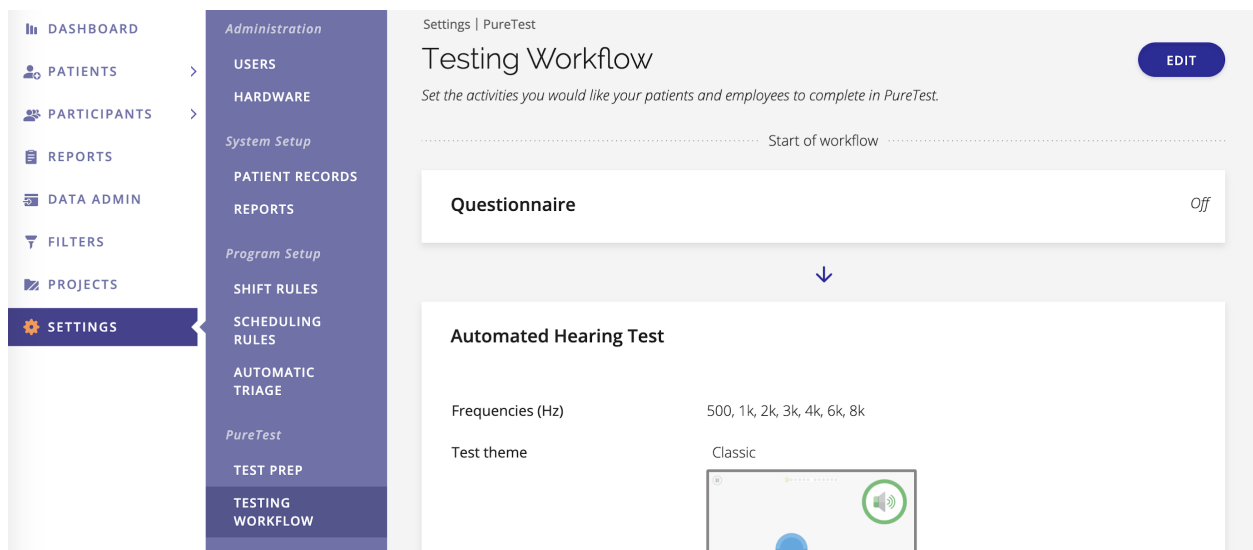 DASHBOARD
PATIENTS
PARTICIPANTS
REPORTS
DATA ADMIN
FILTERS
PROJECTS
SETTINGS
Administration
USERS
HARDWARE
System Setup
PATIENT RECORDS
REPORTS
Program Setup
SHIFT RULES
SCHEDULING
RULES
AUTOMATIC
TRIAGE
PureTest
TEST PREP
TESTING
WORKFLOW
Settings | PureTest
Testing Workflow
EDIT
Set the activities you would like your patients and employees to complete in PureTest.
Start of workflow
Questionnaire
Off
Automated Hearing Test
Frequencies (Hz)
500, 1k, 2k, 3k, 4k, 6k, 8k
Test theme
Classic